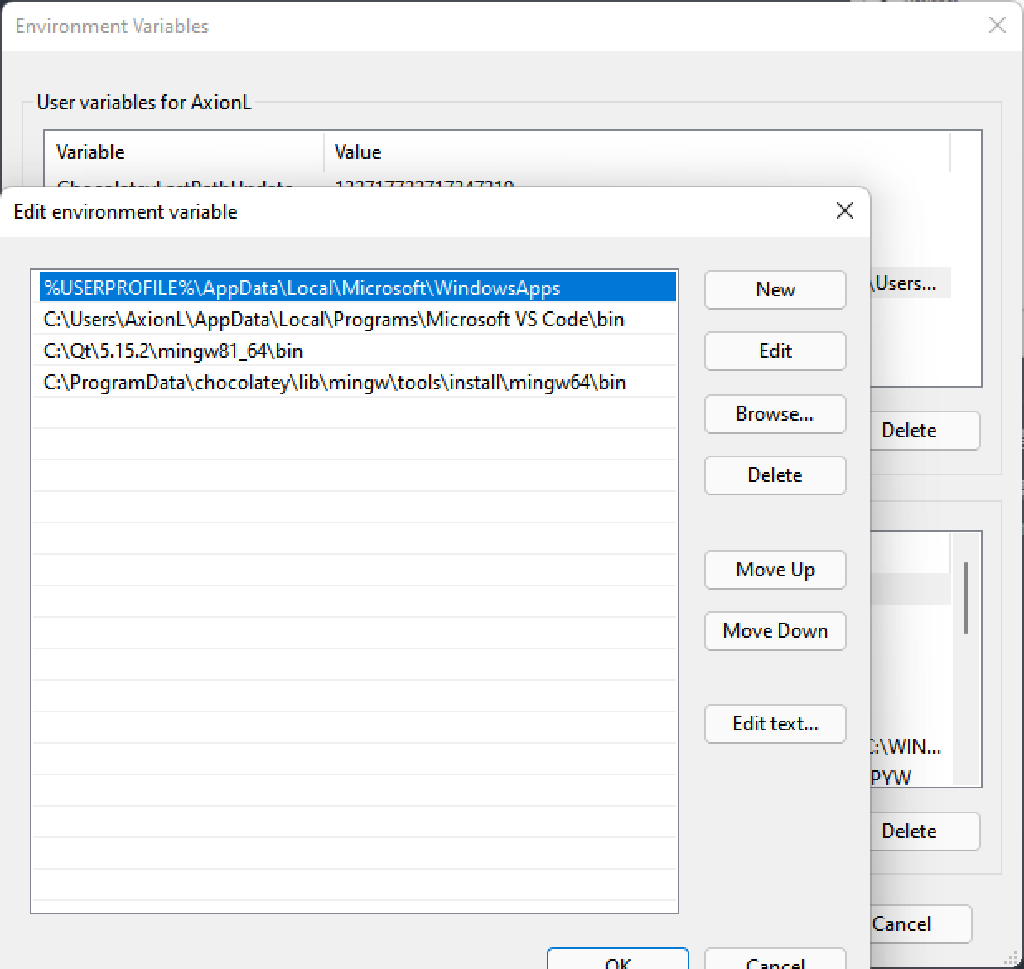 Environment Variables
User variables for AxionL
Variable Value
ChocolateyLastPathUpdate
Edit environment variable
%USERPROFILE%\AppData\Local\Microsoft\WindowsApps
New
\Users...
C:\Users\AxionL\AppData\Local\Programs\Microsoft VS Code\bin
C:\Qt\5.15.2\mingw81_64\bin
Edit
C:\ProgramData\chocolatey\lib\mingw\tools\install\mingw64\bin
Browse...
Delete
Delete
Move Up
Move Down
Edit text...
C:\WIN...
PYW
Delete
Cancel
OK
Cancel